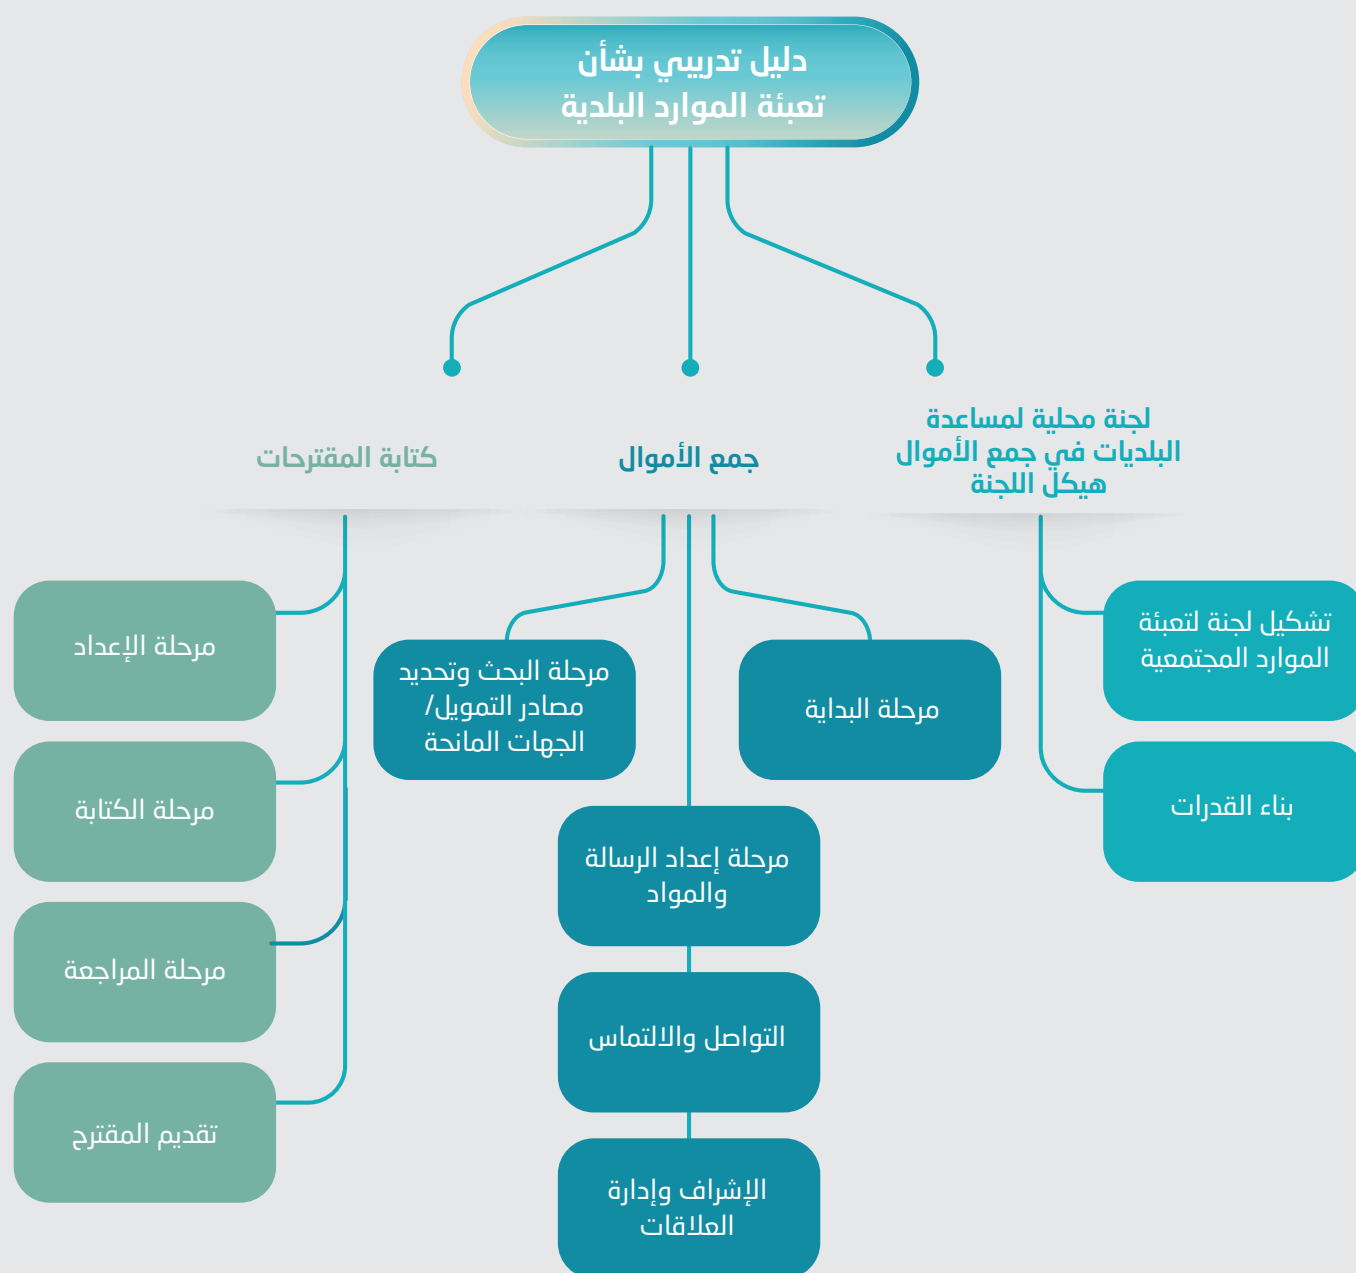 دليل تدريبي بشأن
تعبئة الموارد البلدية
لجنة محلية لمساعدة
البلديات في جمع الأموال
هيكل اللجنة
تشكيل لجنة لتعبئة
الموارد المجتمعية
بناء القدرات
جمع الأموال
مرحلة البداية
مرحلة البحث وتحديد
مصادر التمويل/
الجهات المانحة
مرحلة إعداد الرسالة
والمواد
التواصل والالتماس
الإشراف وإدارة
العلاقات
كتابة المقترحات
مرحلة الإعداد
مرحلة الكتابة
مرحلة المراجعة
تقديم المقترح